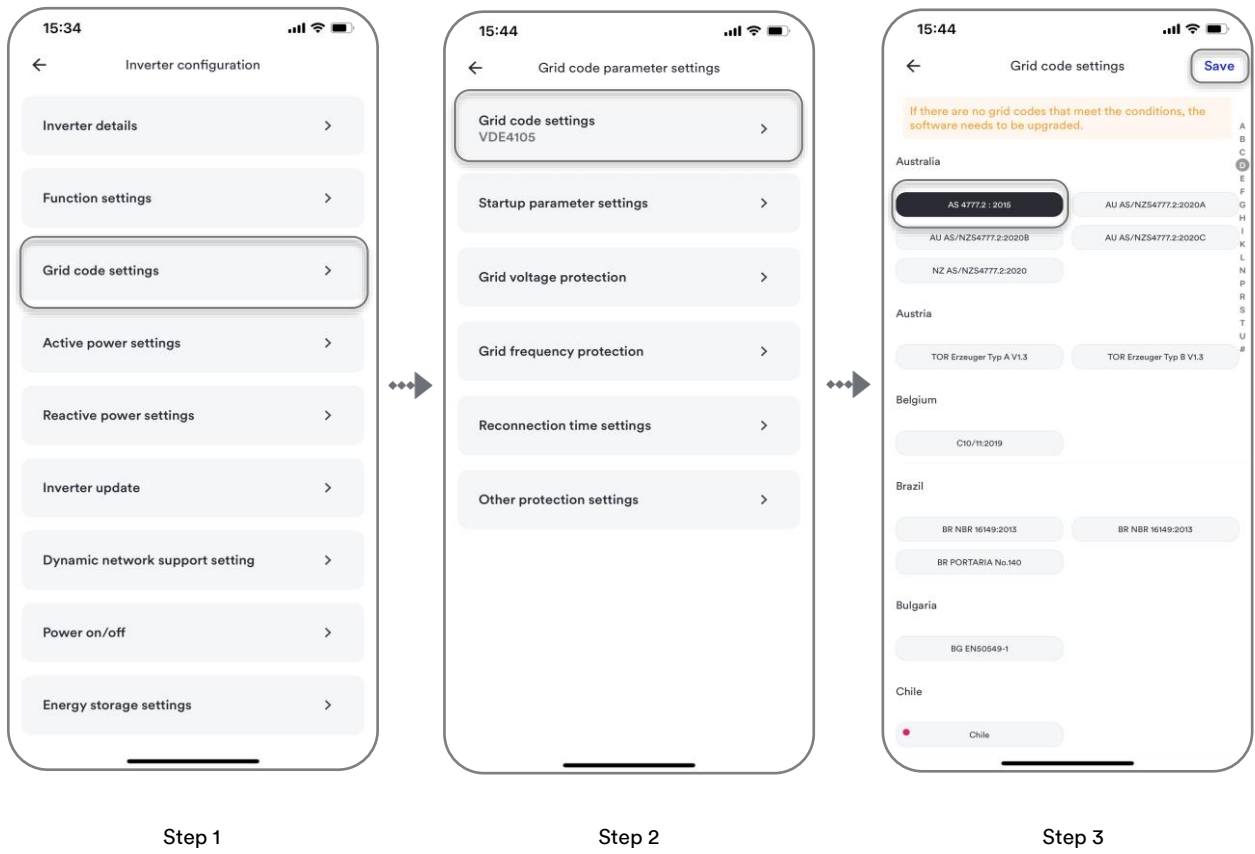 15:34
Inverter configuration
Inverter details
Function settings
Grid code settings
Active power settings
Reactive power settings
Inverter update
Dynamic network support setting
Power on/off
Energy storage settings
Step 1
15:44
Grid code parameter settings
Grid code settings
VDE4105
Startup parameter settings
Grid voltage protection
Grid frequency protection
Reconnection time settings
Other protection settings
Step 2
15:44
Grid code settings
Save
If there are no grid codes that meet the conditions, the
software needs to be upgraded.
Australia
AS 4777.2 : 2015
AU AS/NZS4777.2:2020A
AU AS/NZS4777.2:2020B
AU AS/NZS4777.2:2020C
NZ AS/NZS4777.2:2020
Austria
TOR Erzeuger Typ A V1.3
TOR Erzeuger Typ B V1.3
Belgium
C10/11:2019
Brazil
BR NBR 16149:2013
BR NBR 16149:2013
BR PORTARIA No.140
Bulgaria
BG EN50549-1
Chile
Chile
A
B
C
D
E
F
G
H
I
K
L
N
P
R
S
T
U
#
Step 3